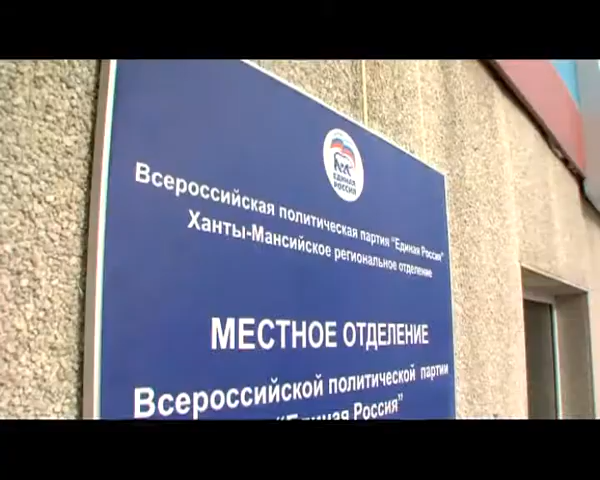 ЕДИНАЯ
РОССИЯ
Всероссийская политическая партия "Единая Россия"
Ханты-Мансийское региональное отделение
МЕСТНОЕ ОТДЕЛЕНИЕ
Всероссийской политической партии
"Единая Россия"